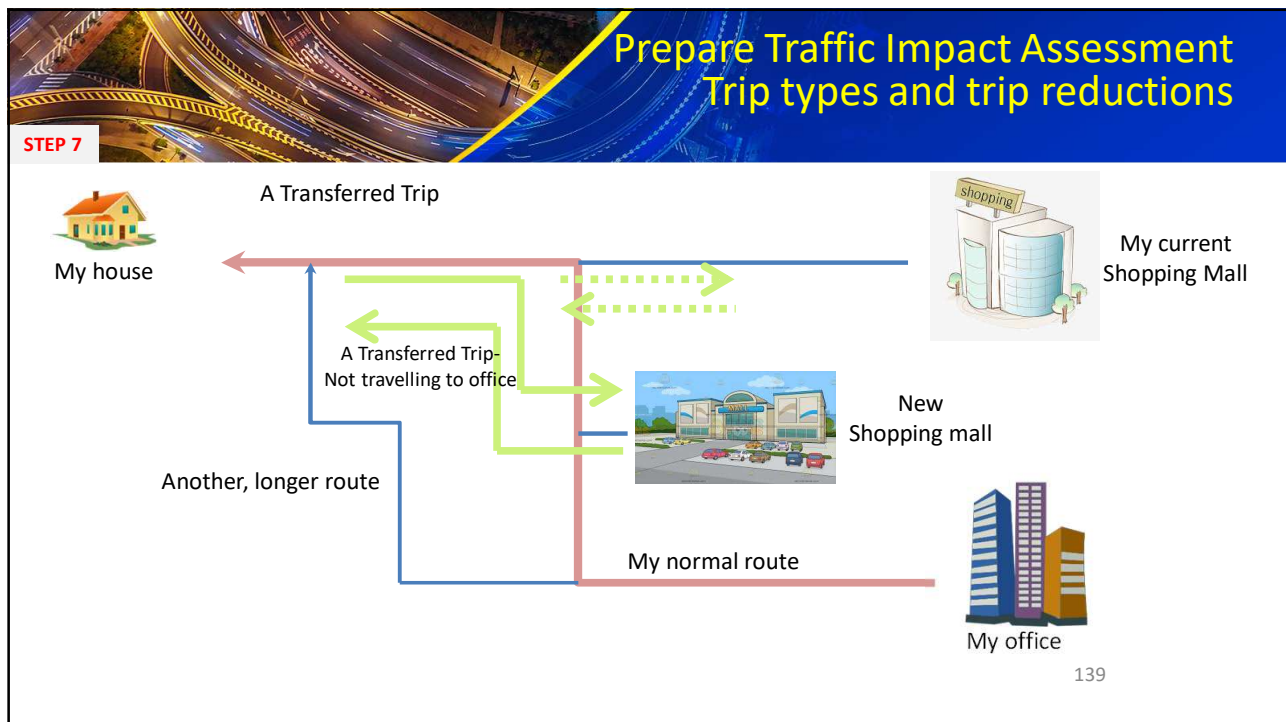 Prepare Traffic Impact Assessment
Trip types and trip reductions
STEP 7
A Transferred Trip
shopping
My house
My current
Shopping Mall
A Transferred Trip-
Not travelling to office
New
Shopping mall
Another, longer route
My normal route
My office
139